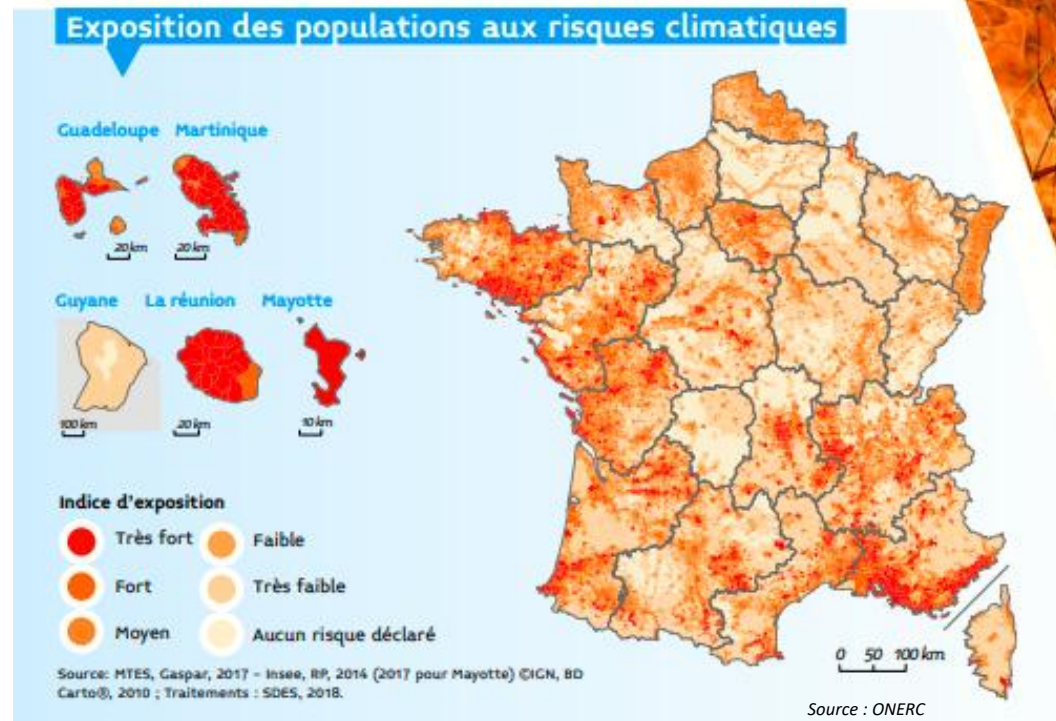 Exposition des populations aux risques climatiques
Guadeloupe Martinique
20 km 20 km
Guyane La réunion Mayotte
100 km 20 km 10 km
Indice d'exposition
Très fort Faible
Fort Très faible
Moyen Aucun risque déclaré
0 50 100 km
Source: MTES, Gaspar, 2017 – Insee, RP, 2014 (2017 pour Mayotte) ©IGN, BD
Carto®, 2010 ; Traitements : SDES, 2018.
Source : ONERC